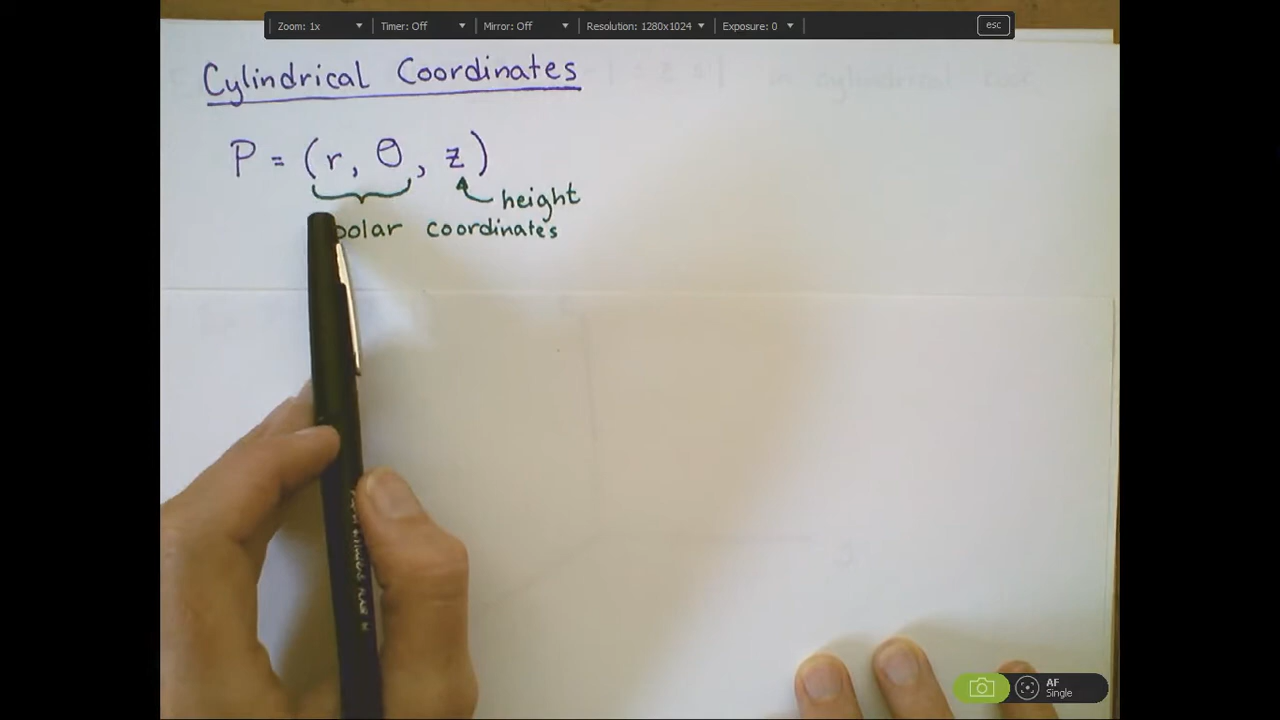 Zoom: 1x Timer: Off Mirror: Off Resolution: 1280x1024 Exposure: 0 esc
Cylindrical Coordinates
P = (r, θ, z)
height
polar coordinates
AF
Single